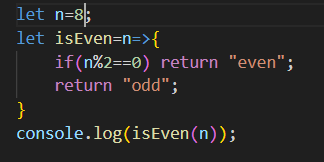 let n=8;
let isEven=n=>{
    if(n%2==0) return "even";
    return "odd";
}
console.log(isEven(n));